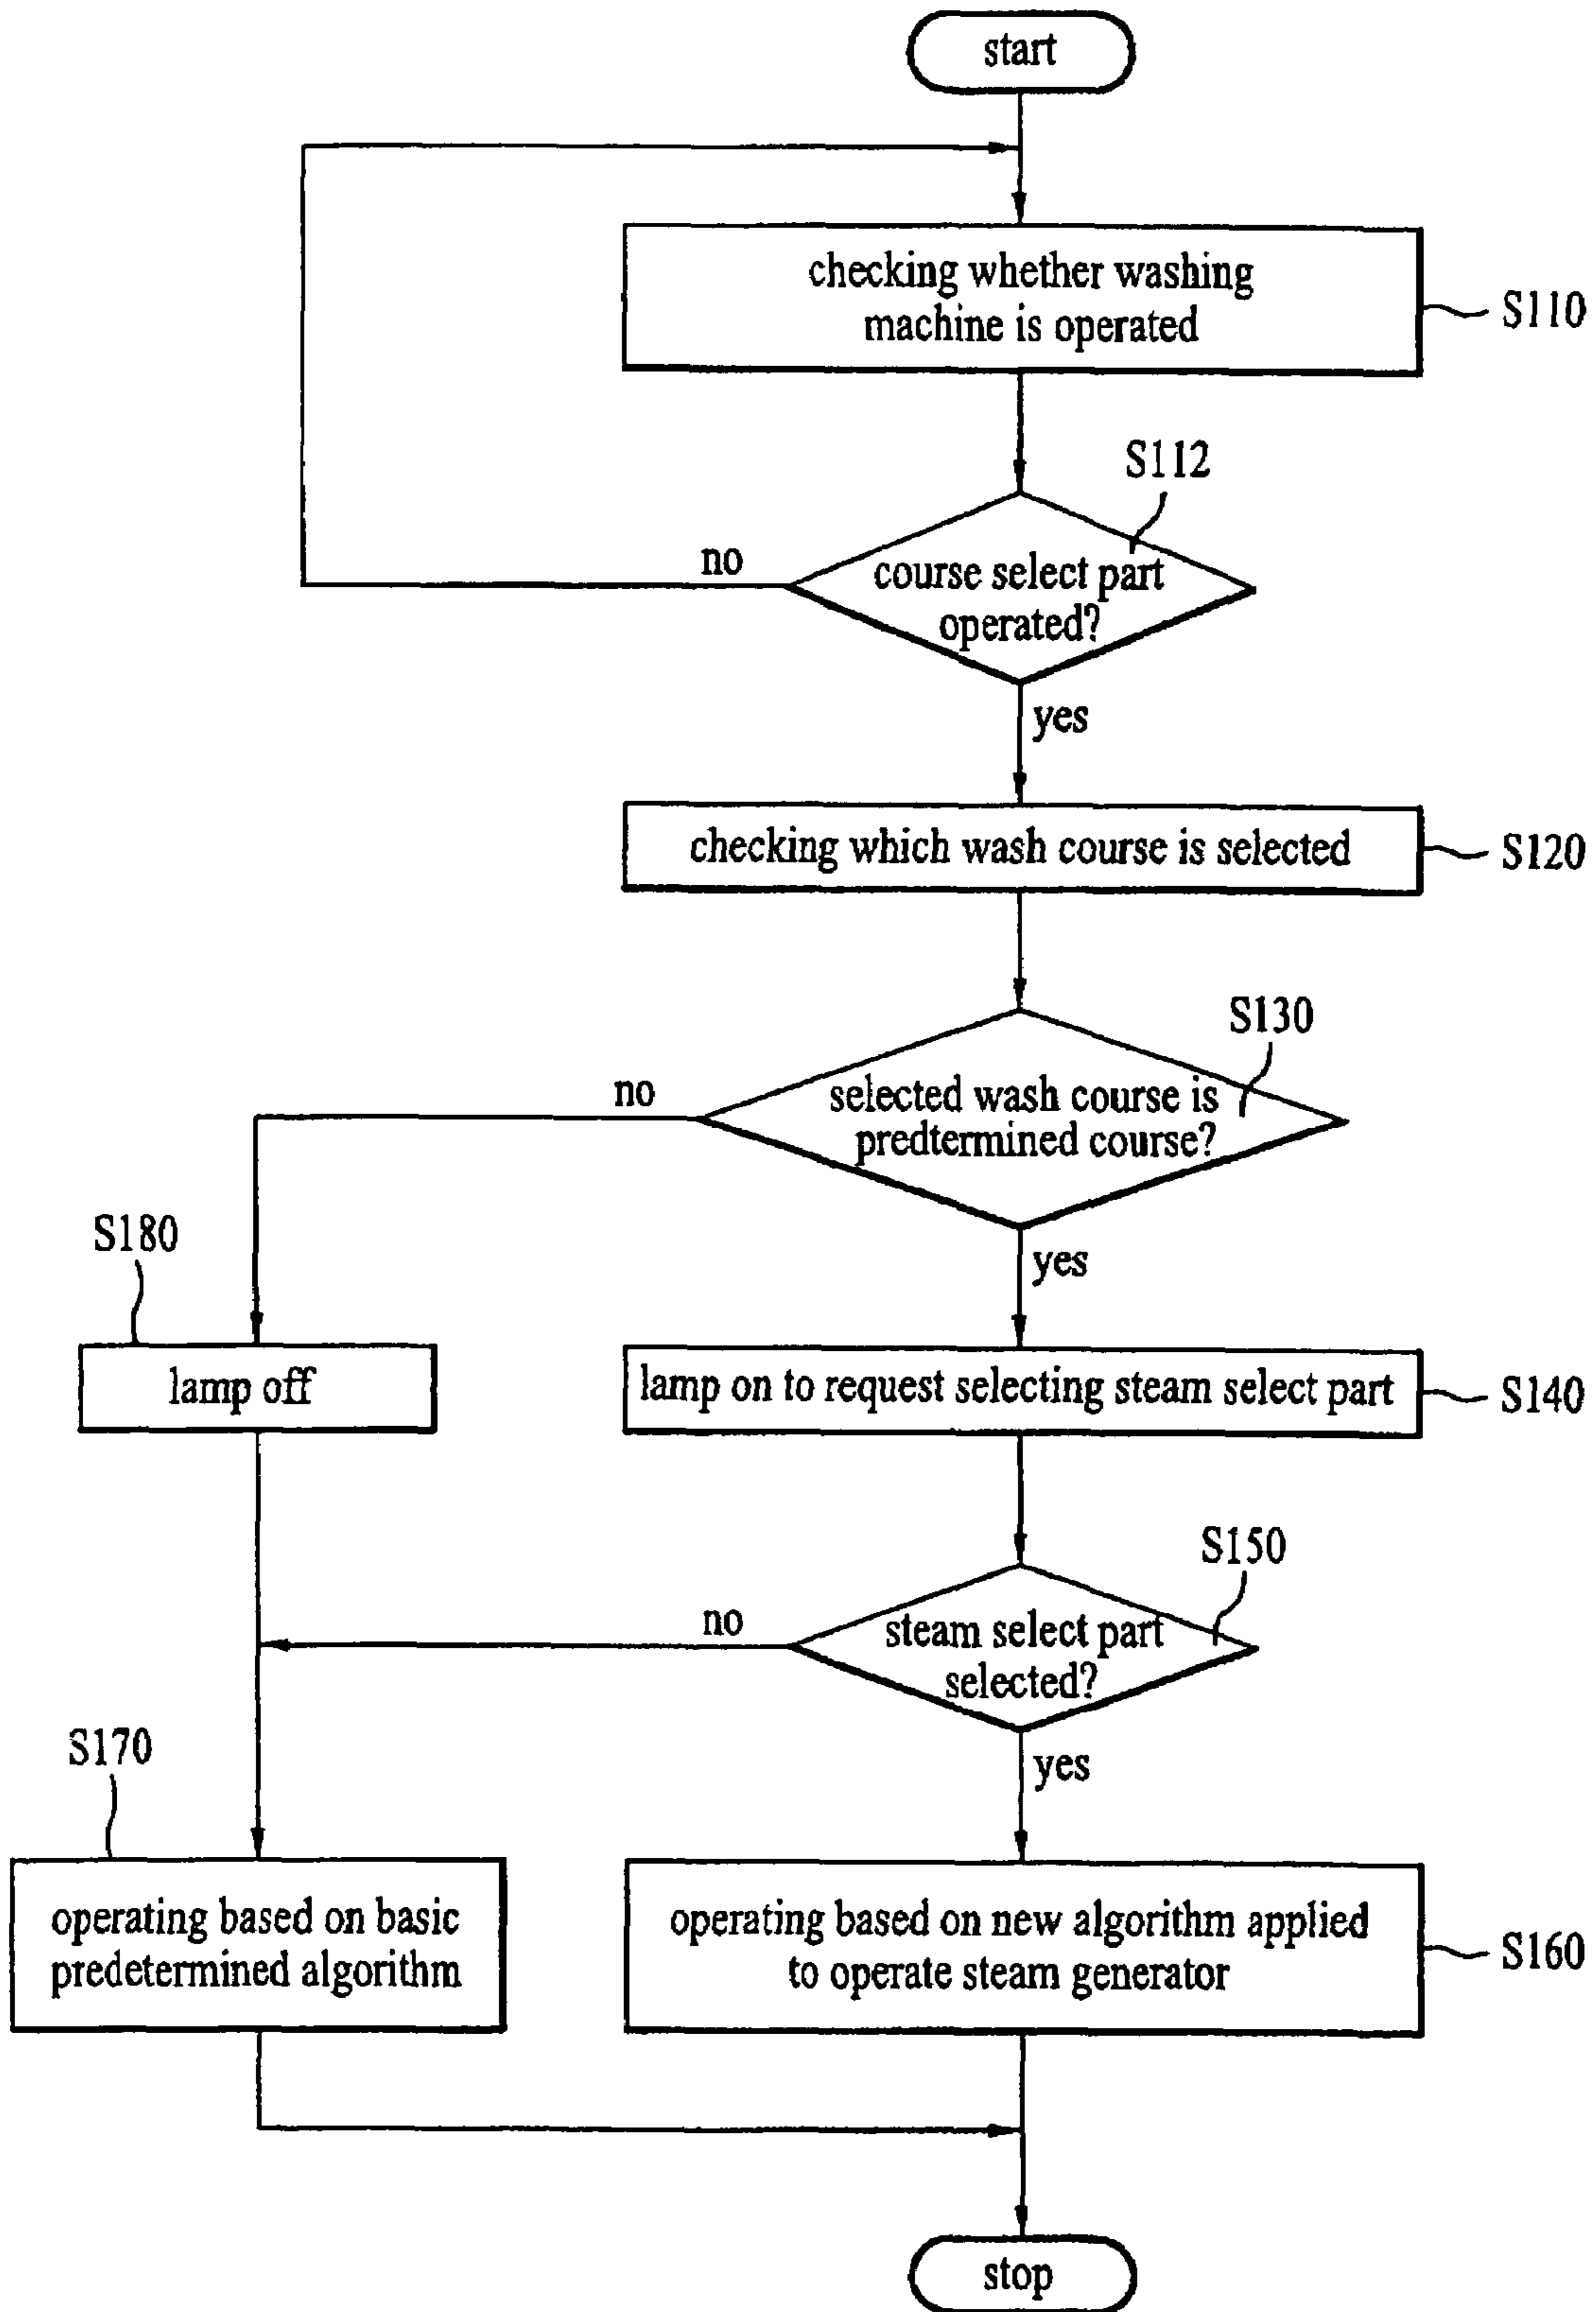 start
checking whether washing
machine is operated
S110
S112
no
course select part
operated?
yes
checking which wash course is selected
S120
S130
no
selected wash course is
predtermined course?
yes
S180
lamp off
lamp on to request selecting steam select part
S140
S150
no
steam select part
selected?
yes
S170
operating based on basic
predetermined algorithm
operating based on new algorithm applied
to operate steam generator
S160
stop